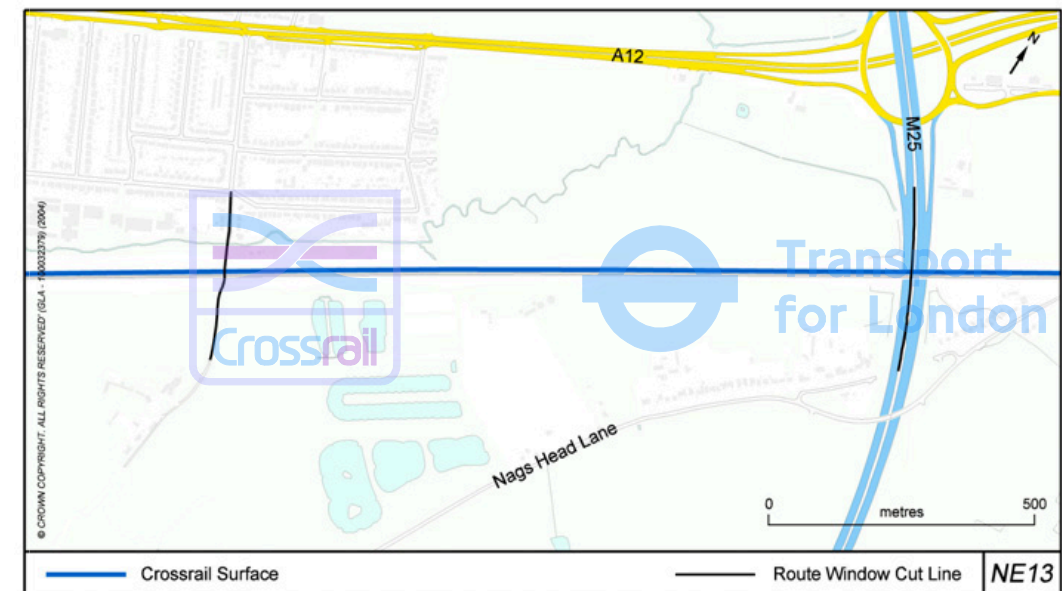 A12
N
M25
© CROWN COPYRIGHT. ALL RIGHTS RESERVED' (GLA - 100032379) (2004)
Crossrail
Transport
for London
Nags Head Lane
0 500
metres
Crossrail Surface
Route Window Cut Line
NE13